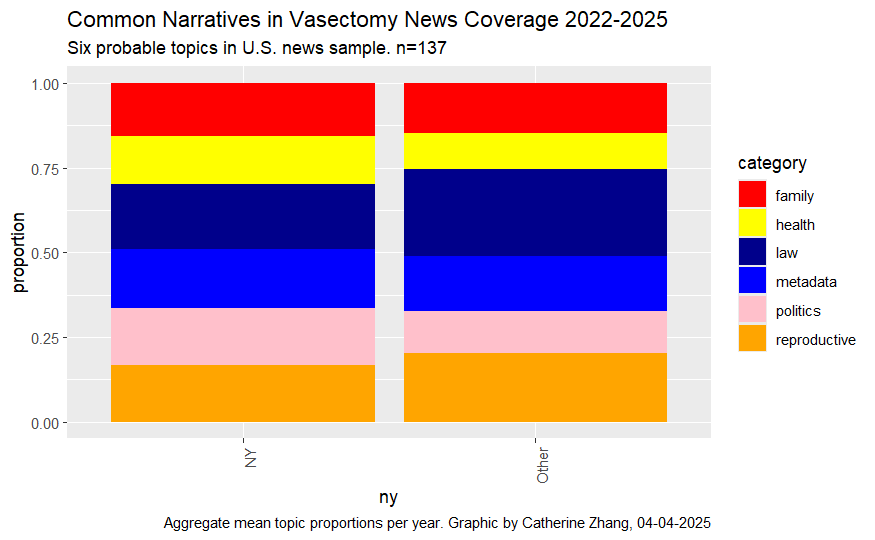 Common Narratives in Vasectomy News Coverage 2022-2025
Six probable topics in U.S. news sample. n=137
proportion
1.00
0.75
0.50
0.25
0.00
NY
Other
ny
category
family
health
law
metadata
politics
reproductive
Aggregate mean topic proportions per year. Graphic by Catherine Zhang, 04-04-2025